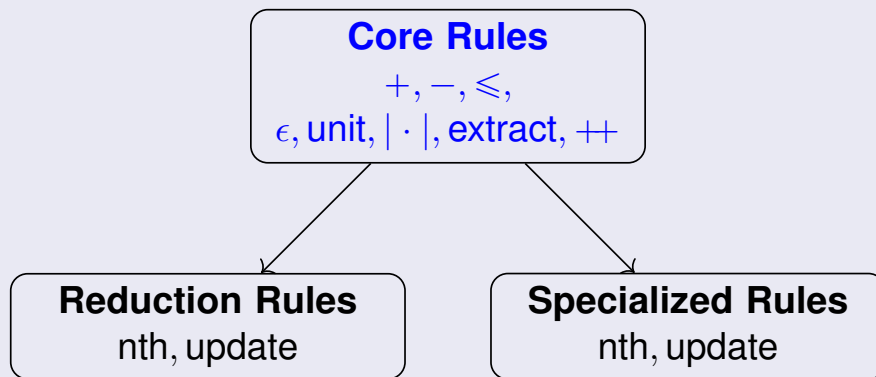 Core Rules
+, −, ⩽,
ϵ, unit, | · |, extract, ++
Reduction Rules
nth, update
Specialized Rules
nth, update